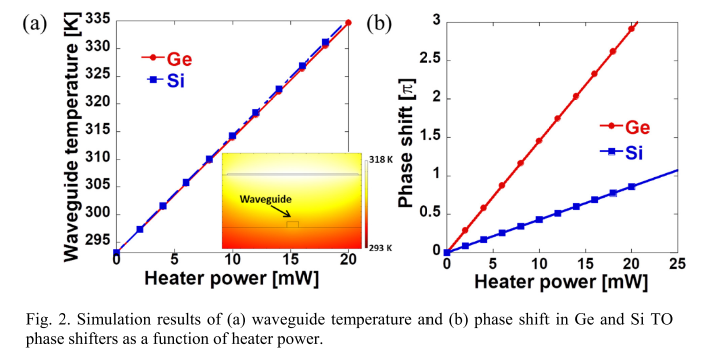 (a)
Waveguide temperature [K]
335
330
325
320
315
310
305
300
295
Ge
Si
318 K
Waveguide
293 K
0
5
10
15
20
Heater power [mW]
(b)
Phase shift [π]
3
2.5
2
1.5
1
0.5
0
Ge
Si
0
5
10
15
20
25
Heater power [mW]
Fig. 2. Simulation results of (a) waveguide temperature and (b) phase shift in Ge and Si TO
phase shifters as a function of heater power.